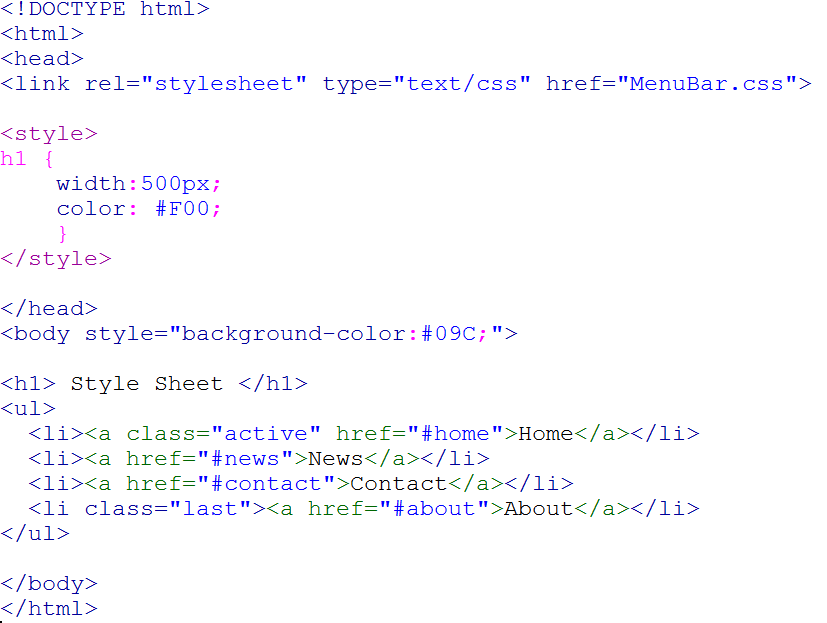 <!DOCTYPE html>
<html>
<head>
<link rel="stylesheet" type="text/css" href="MenuBar.css">
<style>
h1 {
    width:500px;
    color: #F00;
    }
</style>
</head>
<body style="background-color:#09C;">
<h1> Style Sheet </h1>
<ul>
  <li><a class="active" href="#home">Home</a></li>
  <li><a href="#news">News</a></li>
  <li><a href="#contact">Contact</a></li>
  <li class="last"><a href="#about">About</a></li>
</ul>
</body>
</html>